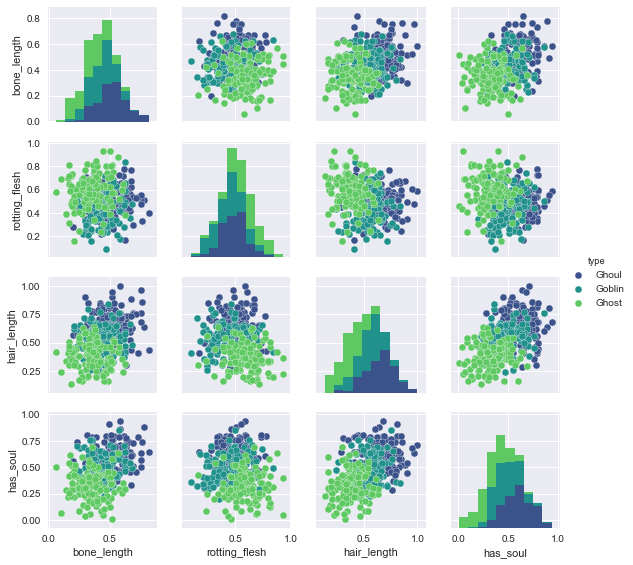 bone_length
0.8
0.6
0.4
0.2
0.0
rotting_flesh
1.0
0.8
0.6
0.4
0.2
type
Ghoul
Goblin
Ghost
hair_length
1.00
0.75
0.50
0.25
has_soul
1.00
0.75
0.50
0.25
0.00
0.0 0.5 0.5 1.0 0.5 1.0 0.0 0.5 1.0
bone_length rotting_flesh hair_length has_soul